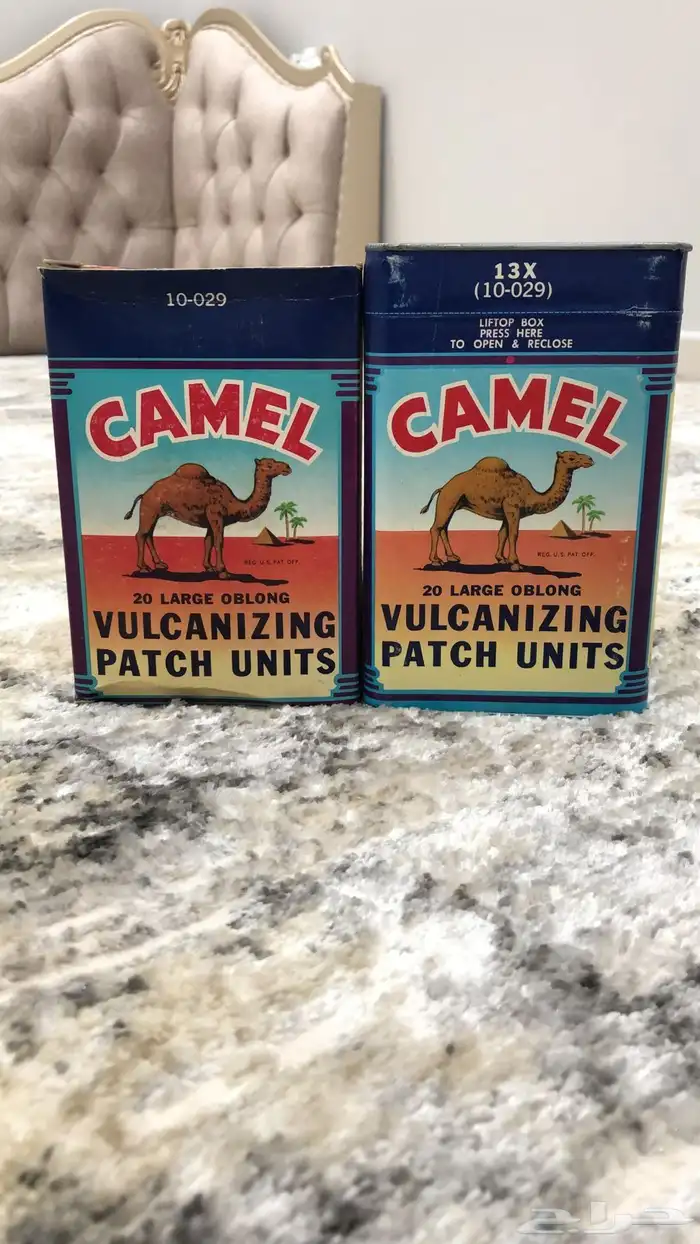 10-029
CAMEL
REG. U.S. PAT. OFF.
20 LARGE OBLONG
VULCANIZING
PATCH UNITS
13X
(10-029)
LIFTOP BOX
PRESS HERE
TO OPEN & RECLOSE
CAMEL
REG. U.S. PAT. OFF.
20 LARGE OBLONG
VULCANIZING
PATCH UNITS
حراج